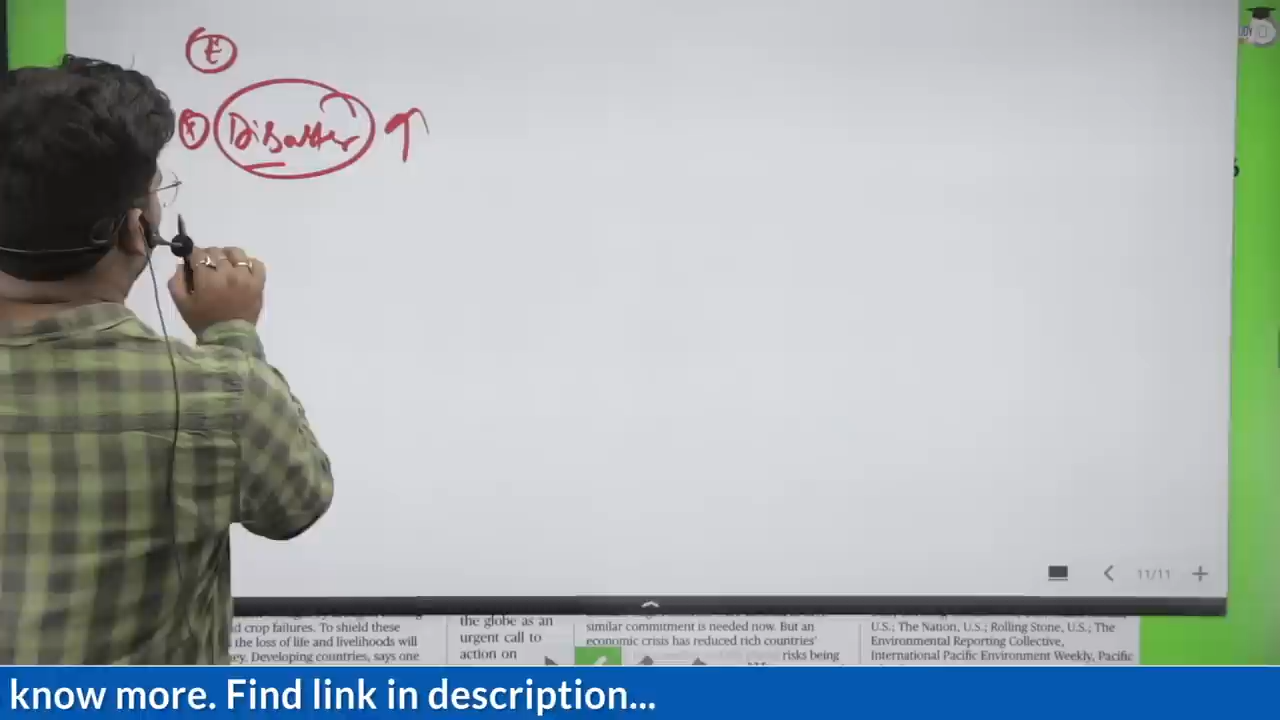 E
Disaster ↑
11/11
d crop failures. To shield these
the loss of life and livelihoods will
ey. Developing countries, says one
the globe as an
urgent call to
action on
similar commitment is needed now. But an
economic crisis has reduced rich countries'
risks being
U.S.; The Nation, U.S.; Rolling Stone, U.S.; The
Environmental Reporting Collective,
International Pacific Environment Weekly, Pacific
know more. Find link in description...